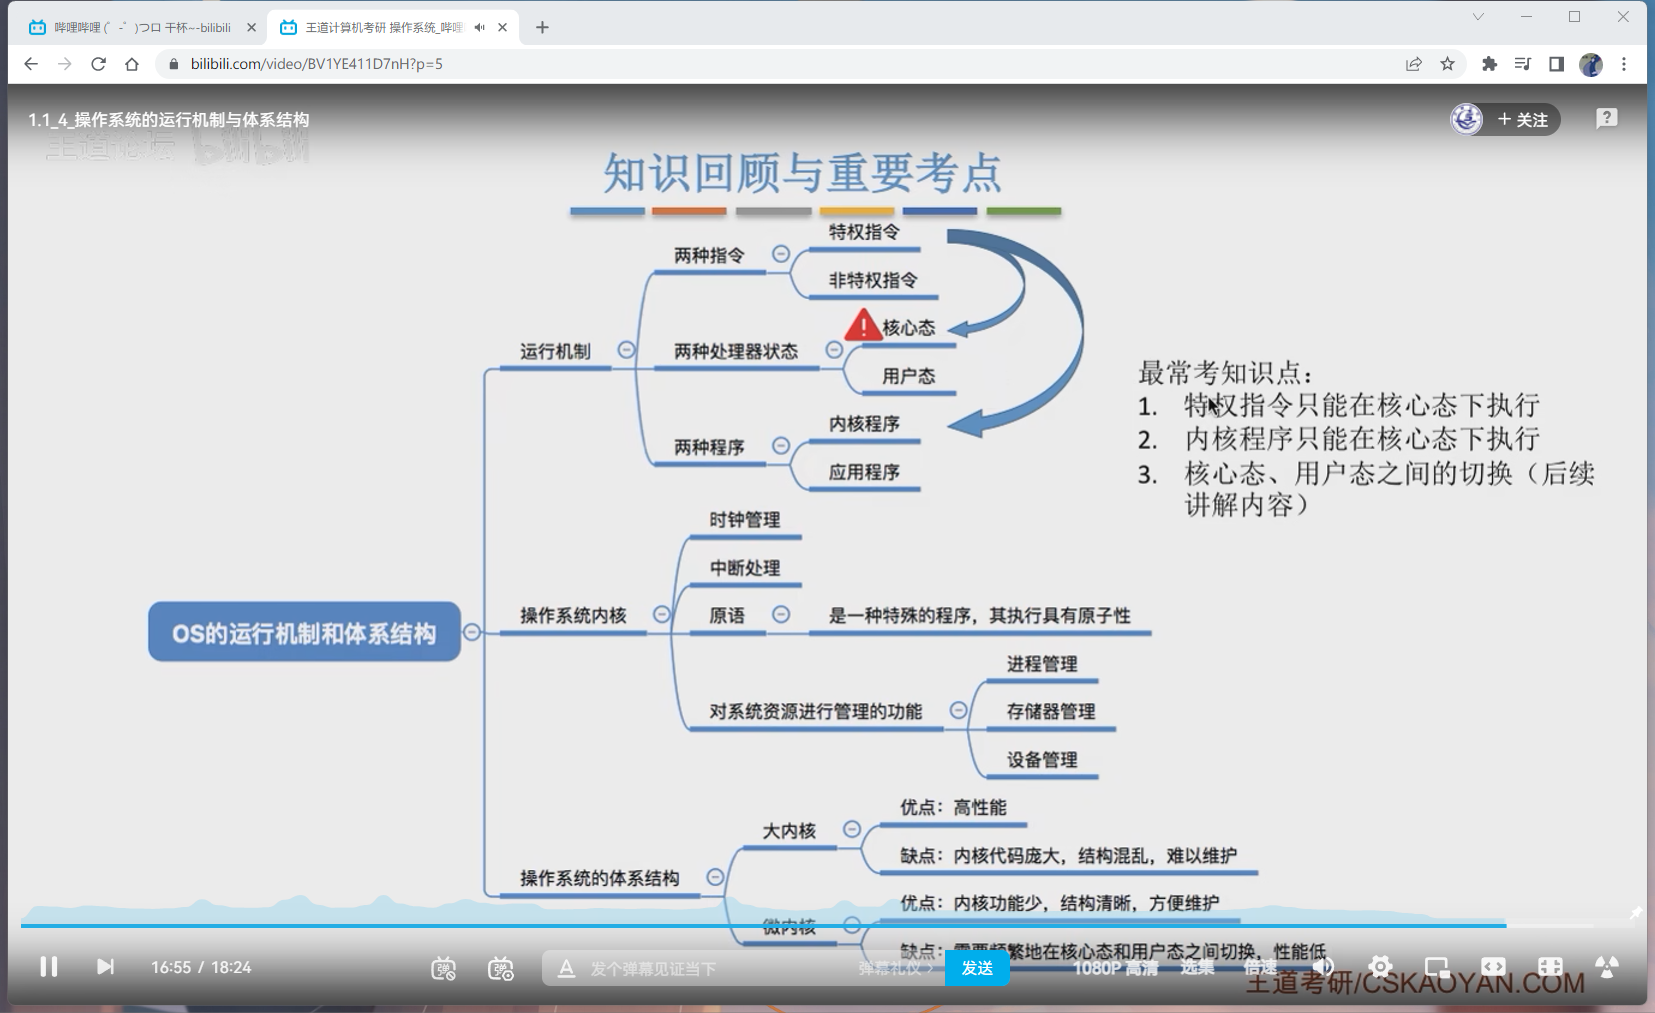 哔哩哔哩 (゜-゜)つロ 干杯~-bilibili
王道计算机考研 操作系统_哔哩
bilibili.com/video/BV1YE411D7nH?p=5
1.1_4_操作系统的运行机制与体系结构
+ 关注
王道论坛 bilibili
知识回顾与重要考点
特权指令
两种指令
非特权指令
核心态
运行机制
两种处理器状态
用户态
内核程序
两种程序
应用程序
最常考知识点：
1. 特权指令只能在核心态下执行
2. 内核程序只能在核心态下执行
3. 核心态、用户态之间的切换（后续
讲解内容）
时钟管理
中断处理
操作系统内核
原语
是一种特殊的程序，其执行具有原子性
OS的运行机制和体系结构
进程管理
对系统资源进行管理的功能
存储器管理
设备管理
优点：高性能
大内核
缺点：内核代码庞大，结构混乱，难以维护
操作系统的体系结构
优点：内核功能少，结构清晰，方便维护
微内核
缺点：需要频繁地在核心态和用户态之间切换，性能低
16:55 / 18:24
弹
弹
A 发个弹幕见证当下
弹幕礼仪 >
发送
1080P 高清
选集
倍速
王道考研/CSKAOYAN.COM